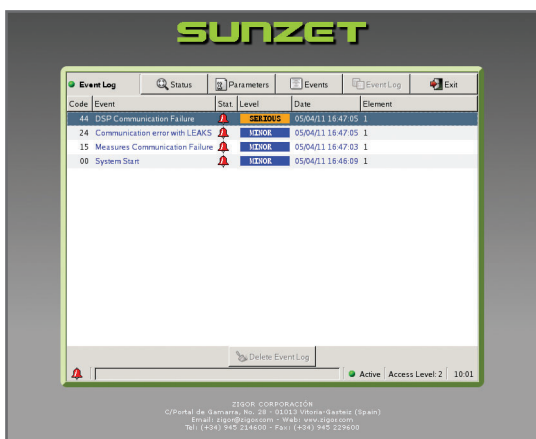 SUNZET
Event Log Status Parameters Events Event Log Exit
Code Event Stat. Level Date Element
44 DSP Communication Failure SERIOUS 05/04/11 16:47:05 1
24 Communication error with LEAKS MINOR 05/04/11 16:47:05 1
15 Measures Communication Failure MINOR 05/04/11 16:47:03 1
00 System Start MINOR 05/04/11 16:46:09 1
Delete Event Log
Active Access Level: 2 10:01
ZIGOR CORPORACIÓN
C/Portal de Gamarra, No. 28 - 01013 Vitoria-Gasteiz (Spain)
Email: zigor@zigor.com - Web: www.zigor.com
Tel: (+34) 945 214600 - Fax: (+34) 945 229600